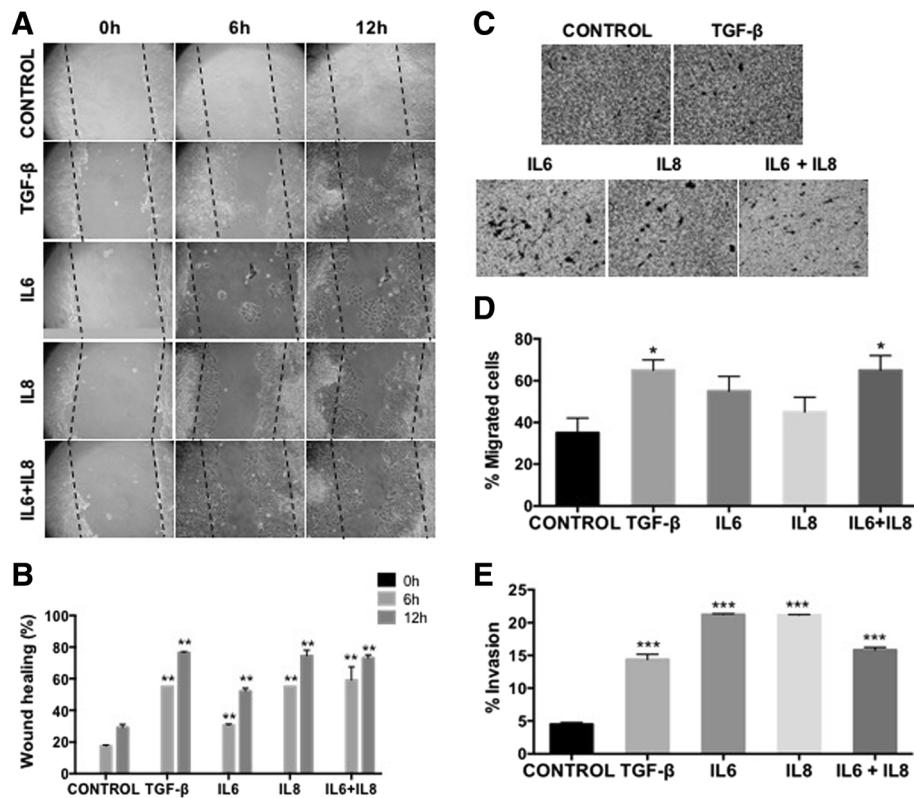 A
0h 6h 12h
CONTROL
TGF-β
IL6
IL8
IL6+IL8
B
0h
6h
12h
Wound healing (%)
100
80
60
40
20
0
** ** ** ** ** ** ** **
CONTROL TGF-β IL6 IL8 IL6+IL8
C
CONTROL TGF-β
IL6 IL8 IL6 + IL8
D
% Migrated cells
80
60
40
20
0
* *
CONTROL TGF-β IL6 IL8 IL6+IL8
E
% Invasion
25
20
15
10
5
0
*** *** *** ***
CONTROL TGF-β IL6 IL8 IL6 + IL8